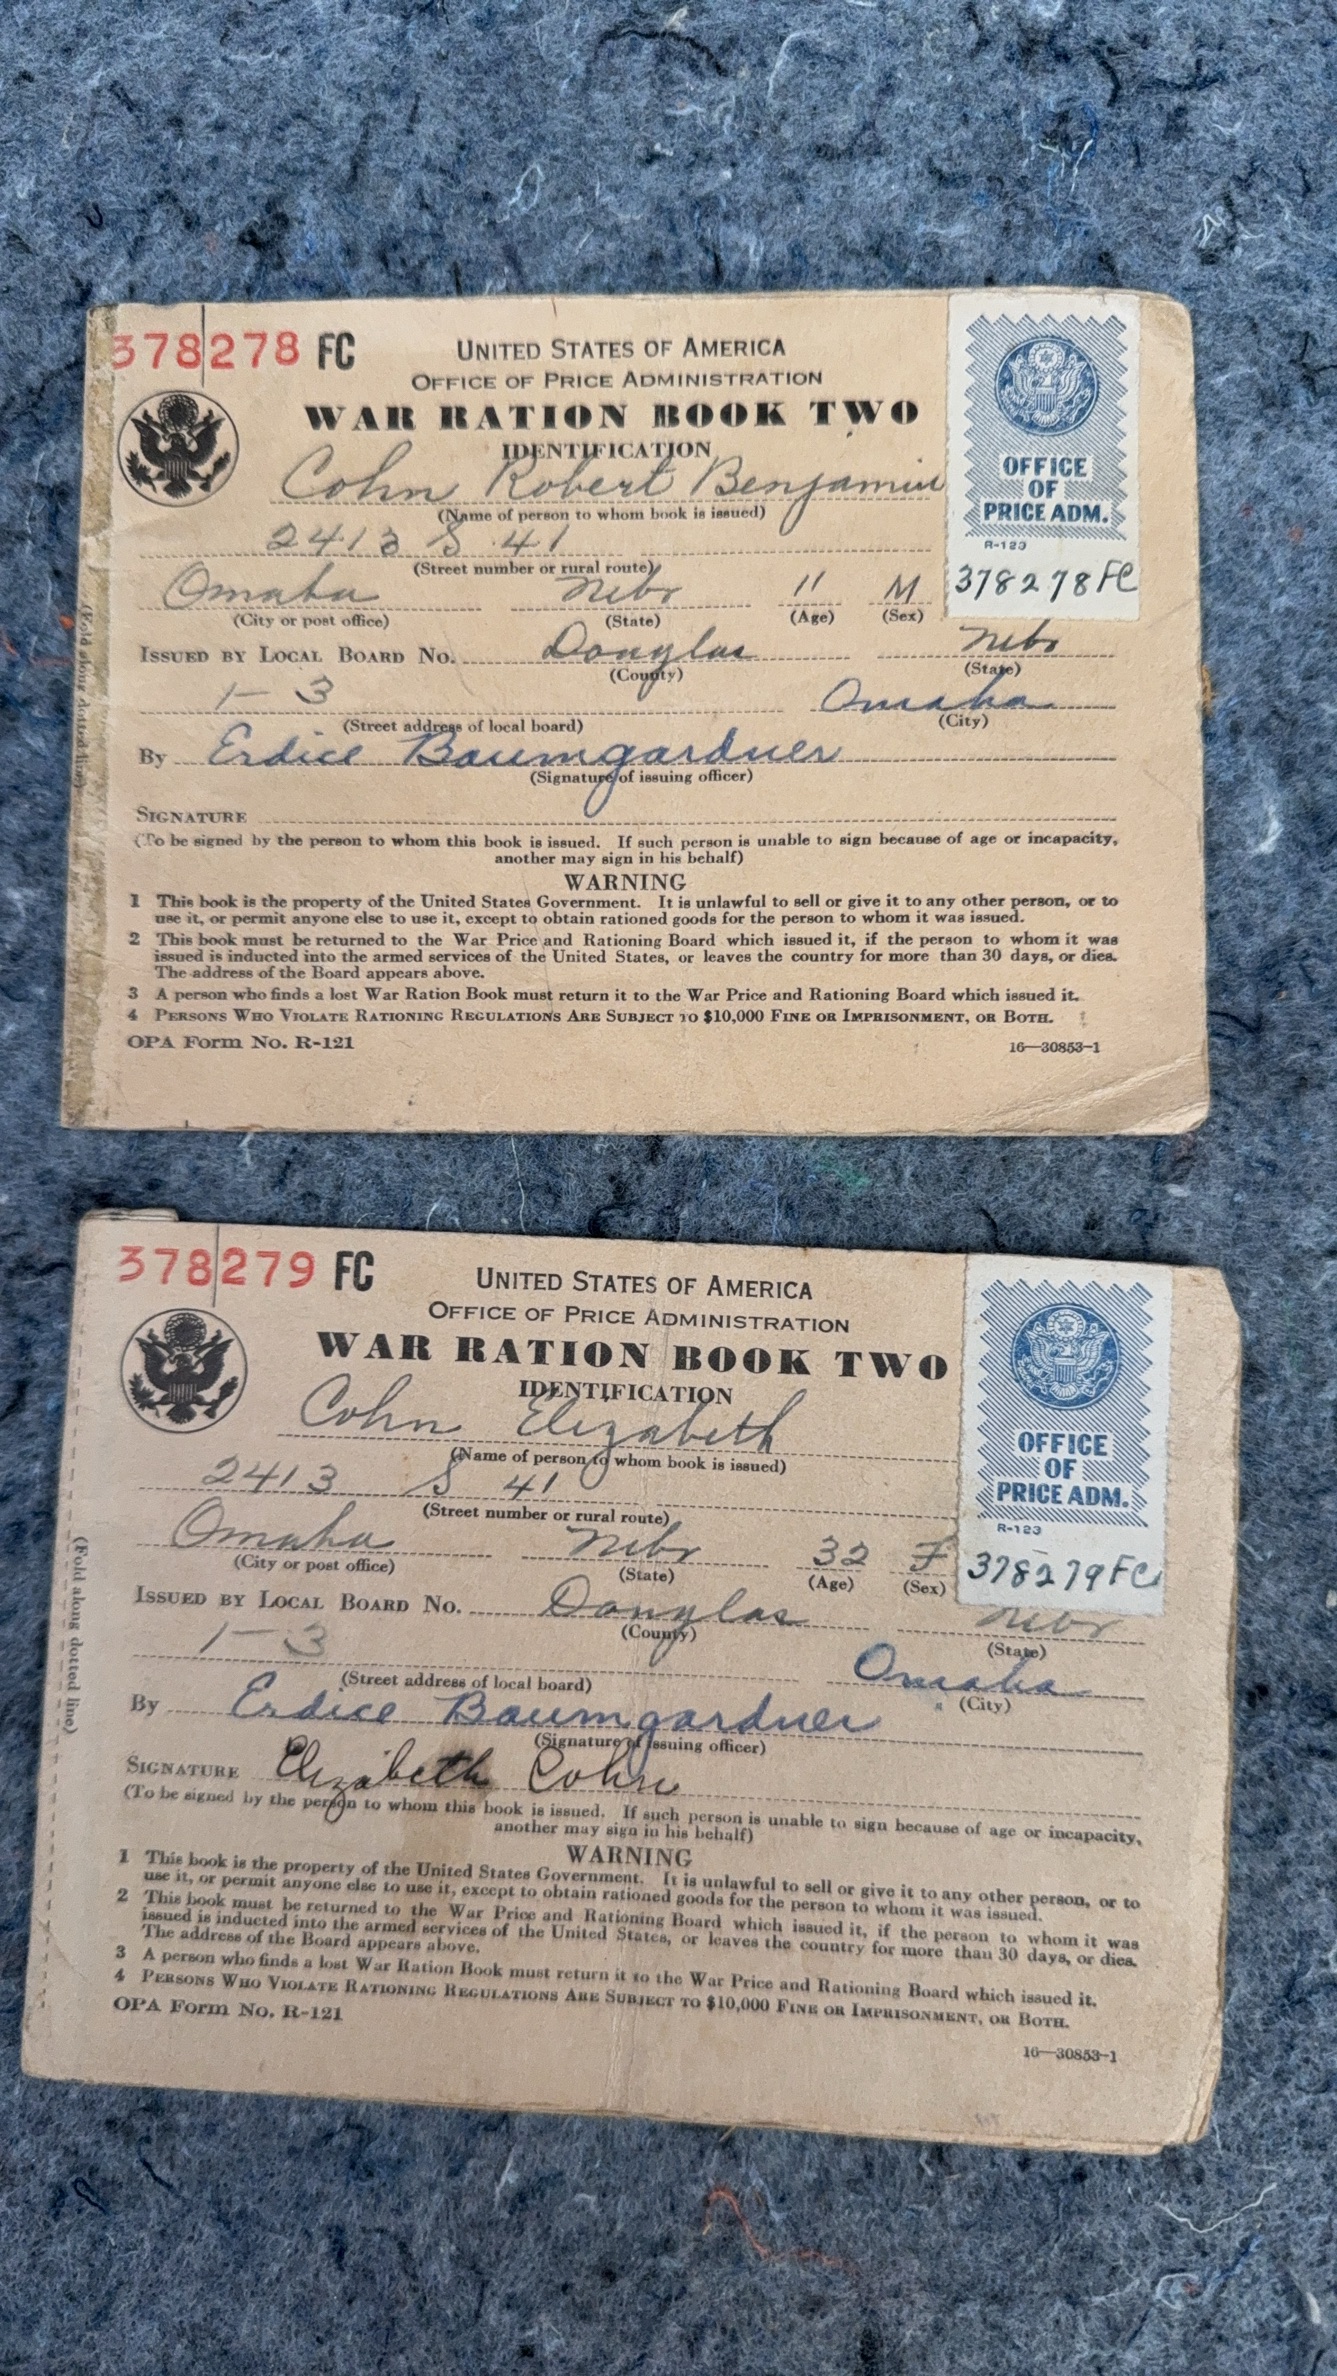 378278 FC
UNITED STATES OF AMERICA
OFFICE OF PRICE ADMINISTRATION
WAR RATION BOOK TWO
IDENTIFICATION
OFFICE
OF
PRICE ADM.
R-123
378278FC
Cohn Robert Benjamin
(Name of person to whom book is issued)
2413 S 41
(Street number or rural route)
Omaha Nebr 11 M
(City or post office) (State) (Age) (Sex)
ISSUED BY LOCAL BOARD NO. Douglas Nebr
(County) (State)
1-3 Omaha
(Street address of local board) (City)
By Erdice Baumgardner
(Signature of issuing officer)
SIGNATURE
(To be signed by the person to whom this book is issued. If such person is unable to sign because of age or incapacity,
another may sign in his behalf)
WARNING
1 This book is the property of the United States Government. It is unlawful to sell or give it to any other person, or to
use it, or permit anyone else to use it, except to obtain rationed goods for the person to whom it was issued.
2 This book must be returned to the War Price and Rationing Board which issued it, if the person to whom it was
issued is inducted into the armed services of the United States, or leaves the country for more than 30 days, or dies.
The address of the Board appears above.
3 A person who finds a lost War Ration Book must return it to the War Price and Rationing Board which issued it.
4 PERSONS WHO VIOLATE RATIONING REGULATIONS ARE SUBJECT TO $10,000 FINE OR IMPRISONMENT, OR BOTH.
OPA FORM NO. R-121 16—30853-1
(Fold along dotted line)
378279 FC
UNITED STATES OF AMERICA
OFFICE OF PRICE ADMINISTRATION
WAR RATION BOOK TWO
IDENTIFICATION
OFFICE
OF
PRICE ADM.
R-123
378279FC
Cohn Elizabeth
(Name of person to whom book is issued)
2413 S 41
(Street number or rural route)
Omaha Nebr 32 F
(City or post office) (State) (Age) (Sex)
ISSUED BY LOCAL BOARD NO. Douglas Nebr
(County) (State)
1-3 Omaha
(Street address of local board) (City)
By Erdice Baumgardner
(Signature of issuing officer)
SIGNATURE Elizabeth Cohn
(To be signed by the person to whom this book is issued. If such person is unable to sign because of age or incapacity,
another may sign in his behalf)
WARNING
1 This book is the property of the United States Government. It is unlawful to sell or give it to any other person, or to
use it, or permit anyone else to use it, except to obtain rationed goods for the person to whom it was issued.
2 This book must be returned to the War Price and Rationing Board which issued it, if the person to whom it was
issued is inducted into the armed services of the United States, or leaves the country for more than 30 days, or dies.
The address of the Board appears above.
3 A person who finds a lost War Ration Book must return it to the War Price and Rationing Board which issued it.
4 PERSONS WHO VIOLATE RATIONING REGULATIONS ARE SUBJECT TO $10,000 FINE OR IMPRISONMENT, OR BOTH.
OPA FORM NO. R-121
16—30853-1
(Fold along dotted line)